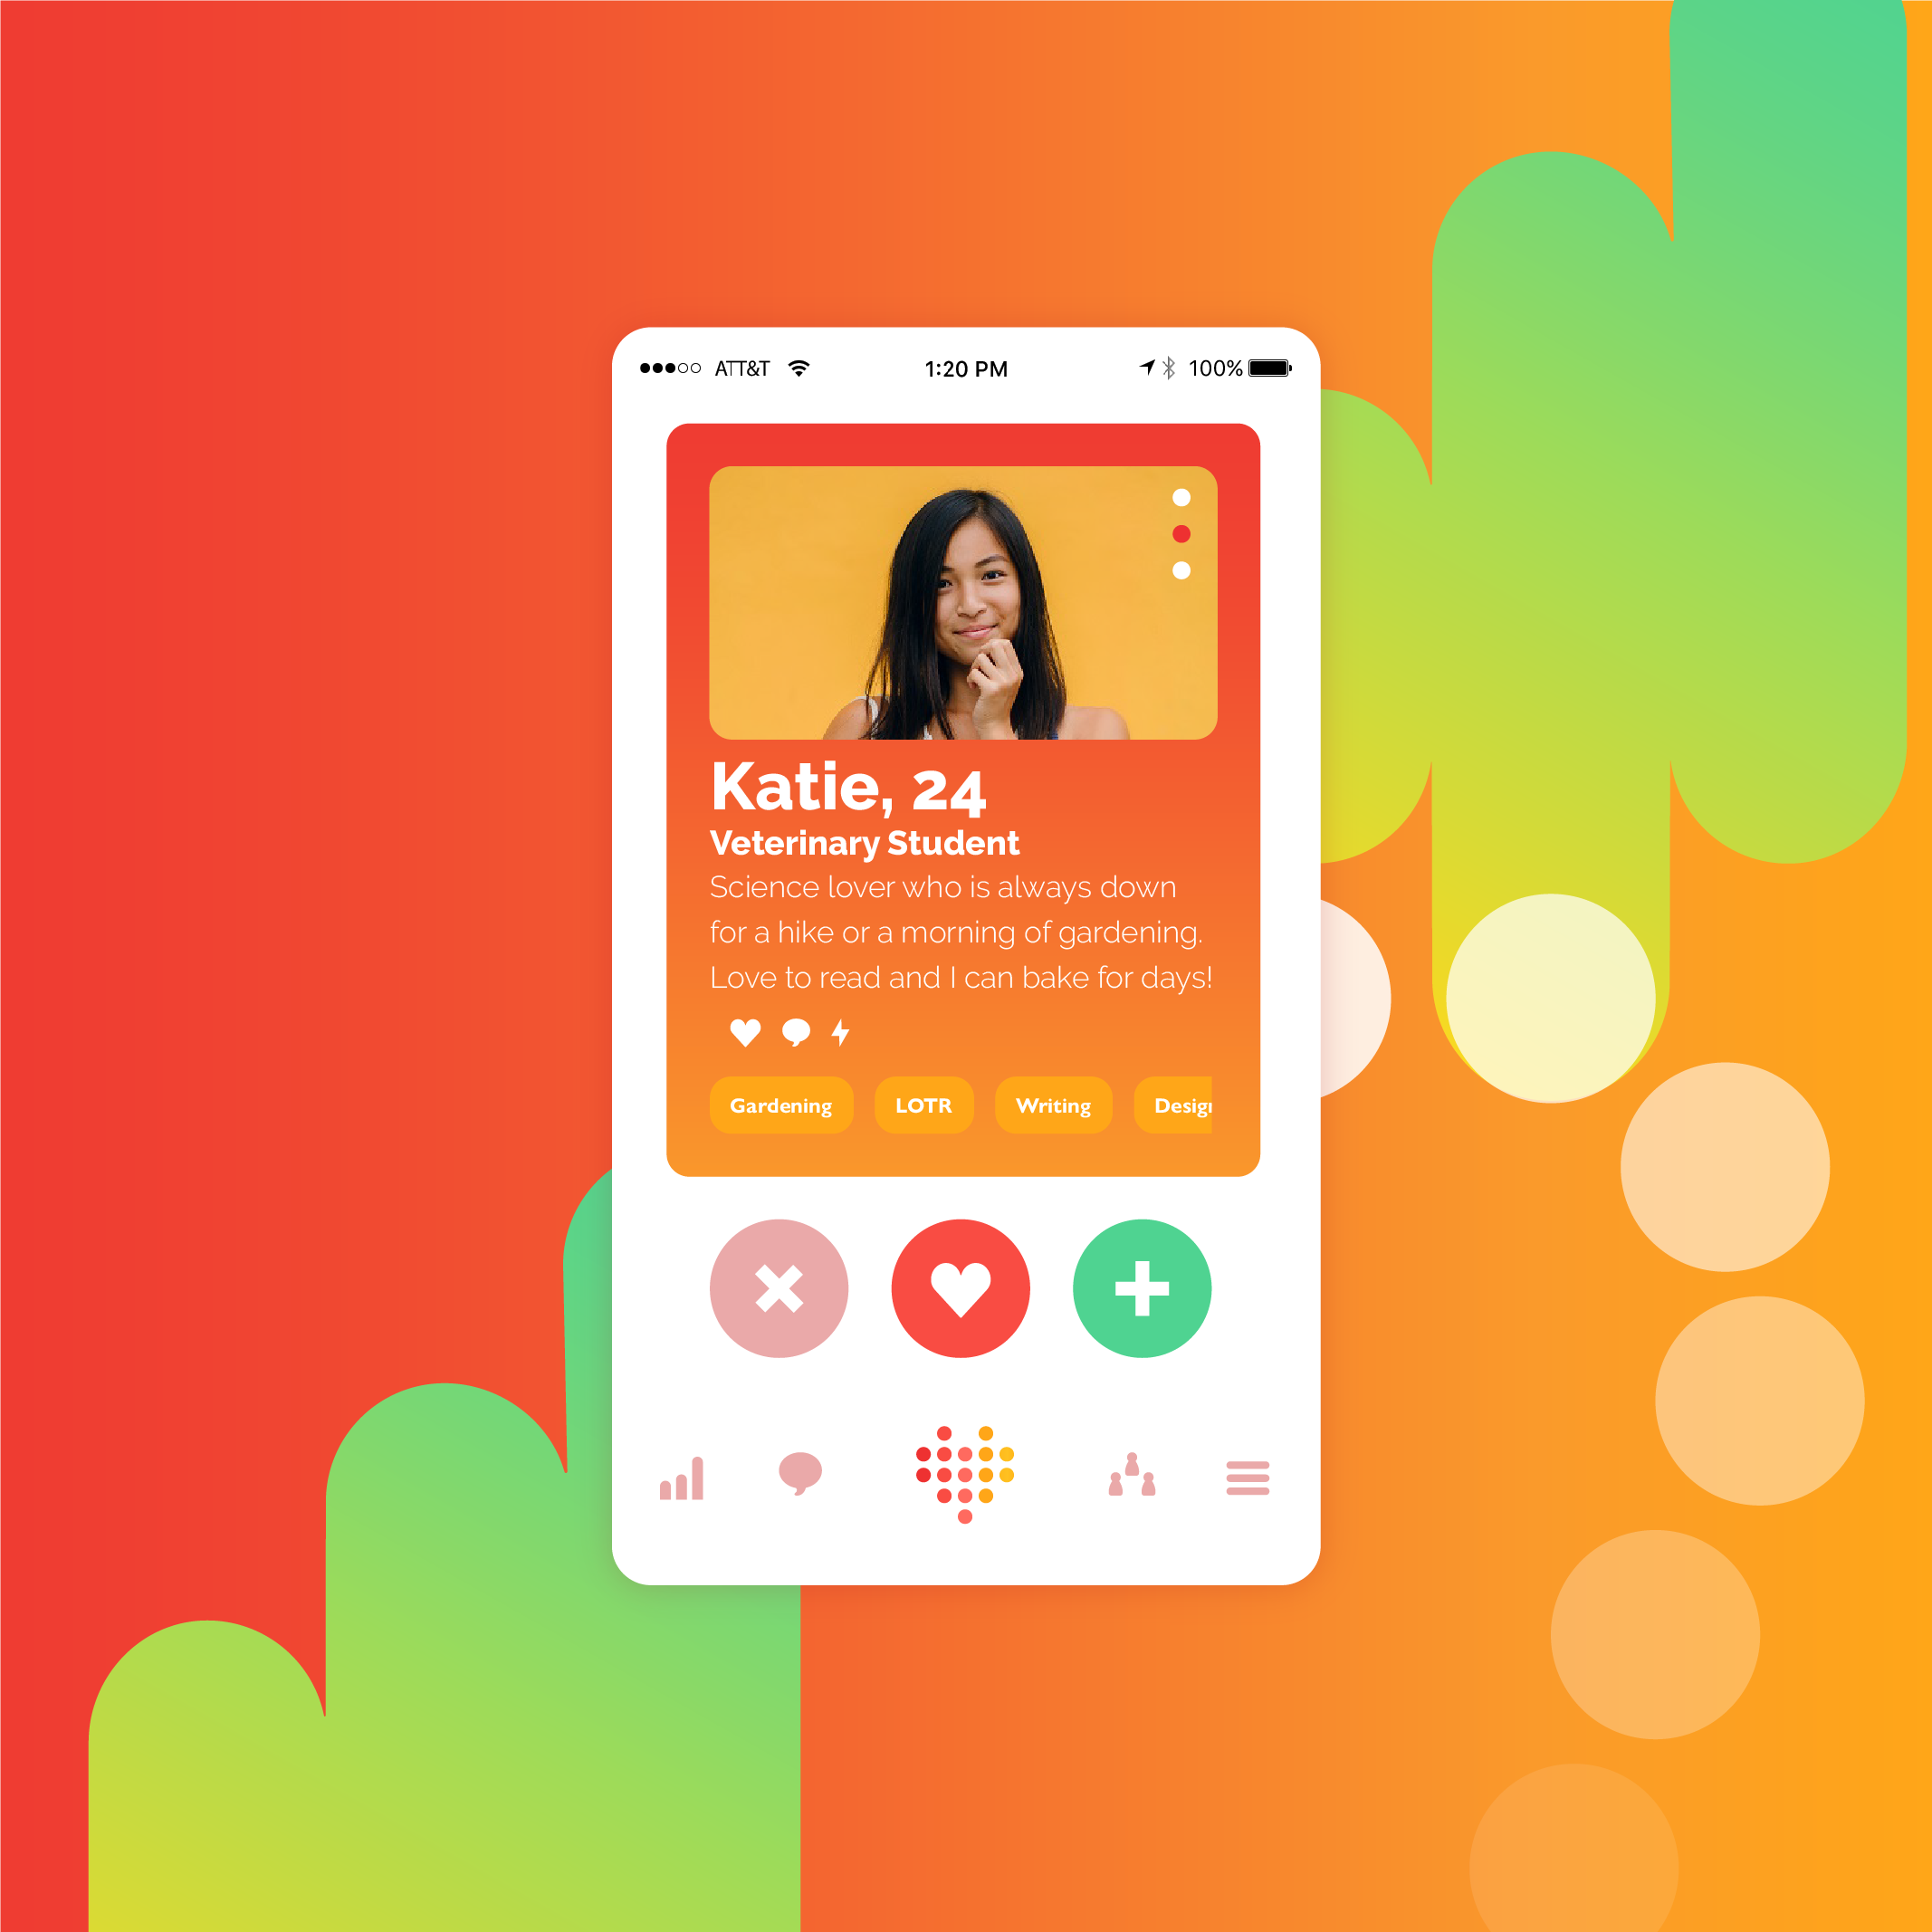 ATT&T 1:20 PM 100%
Katie, 24
Veterinary Student
Science lover who is always down
for a hike or a morning of gardening.
Love to read and I can bake for days!
Gardening LOTR Writing Desig